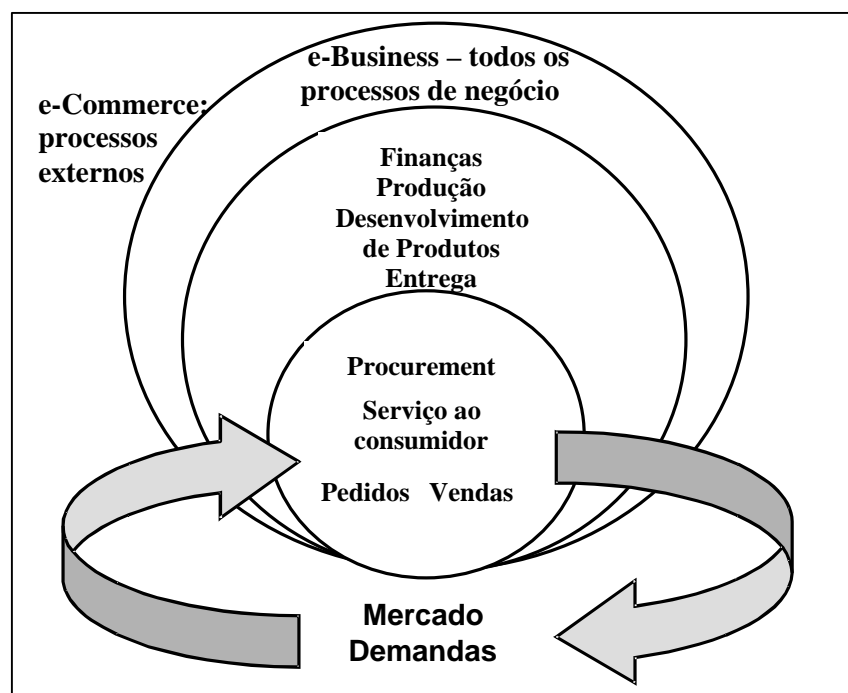 e-Business – todos os
processos de negócio
e-Commerce:
processos
externos
Finanças
Produção
Desenvolvimento
de Produtos
Entrega
Procurement
Serviço ao
consumidor
Pedidos Vendas
Mercado
Demandas